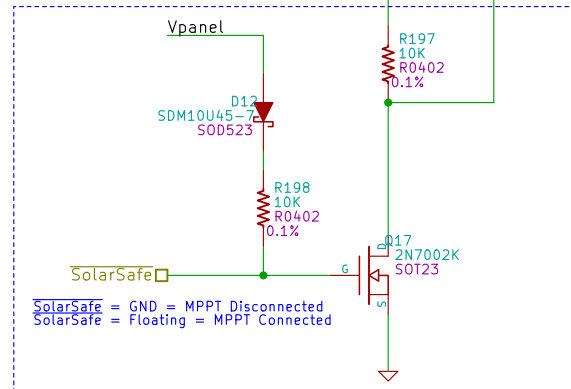 Vpanel
R197
10K
R0402
0.1%
D12
SDM10U45-7
SOD523
R198
10K
R0402
0.1%
Q17
2N7002K
SOT23
D
G
S
SolarSafe
SolarSafe = GND = MPPT Disconnected
SolarSafe = Floating = MPPT Connected